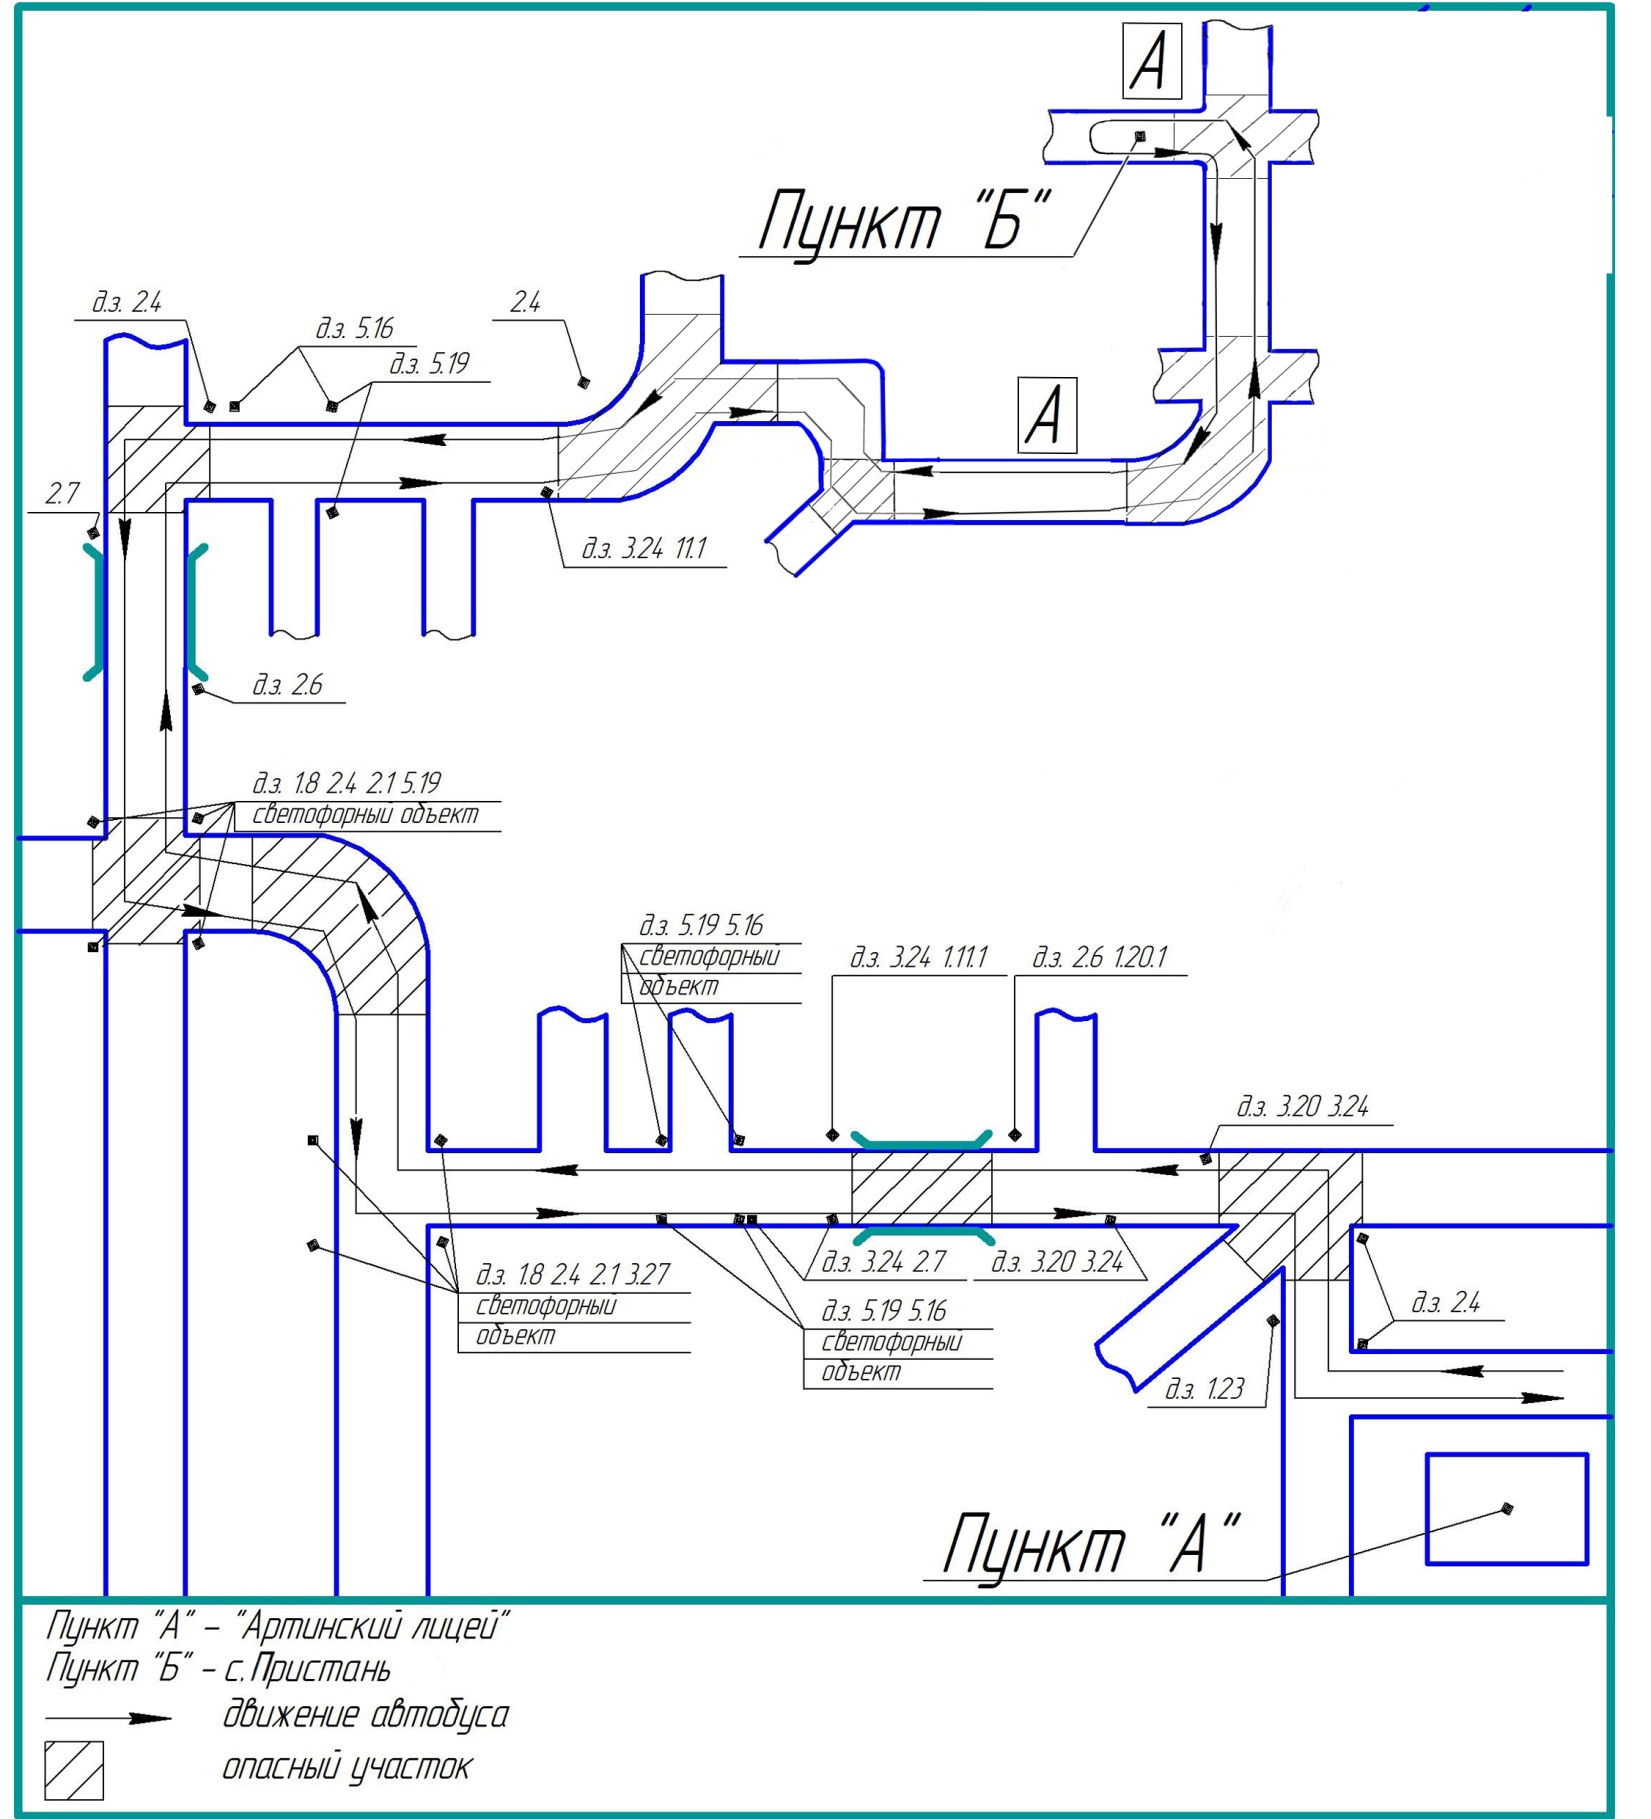 А
Пункт "Б"
д.з. 2.4
2.4
д.з. 5.16
д.з. 5.19
А
2.7
д.з. 3.24 11.1
д.з. 2.6
д.з. 1.8 2.4 2.1 5.19
светофорный объект
д.з. 5.19 5.16
светофорный
объект
д.з. 3.24 1.11.1
д.з. 2.6 1.20.1
д.з. 3.20 3.24
д.з. 1.8 2.4 2.1 3.27
светофорный
объект
д.з. 3.24 2.7
д.з. 3.20 3.24
д.з. 5.19 5.16
светофорный
объект
д.з. 2.4
д.з. 1.23
Пункт "А"
Пункт "А" - "Артинский лицей"
Пункт "Б" - с.Пристань
движение автобуса
опасный участок